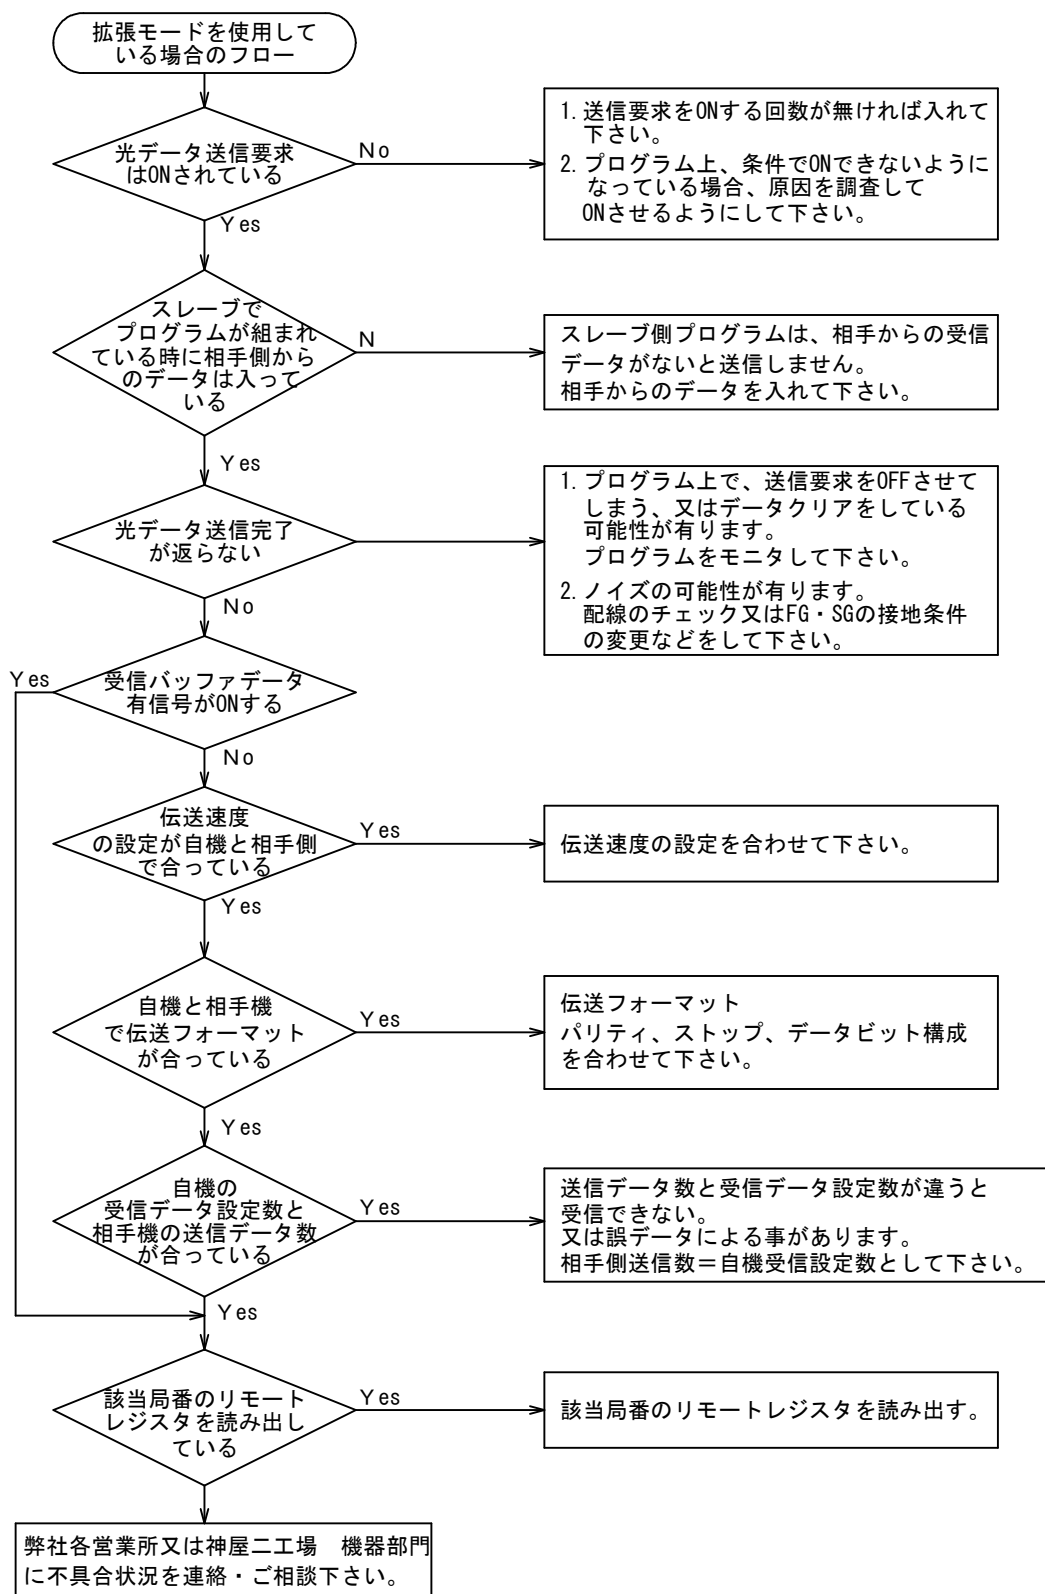 拡張モードを使用して
いる場合のフロー
光データ送信要求
はONされている
No
1. 送信要求をONする回数が無ければ入れて
下さい。
2. プログラム上、条件でONできないように
なっている場合、原因を調査して
ONさせるようにして下さい。
Yes
スレーブで
プログラムが組まれ
ている時に相手側から
のデータは入って
いる
N
スレーブ側プログラムは、相手からの受信
データがないと送信しません。
相手からのデータを入れて下さい。
Yes
光データ送信完了
が返らない
1. プログラム上で、送信要求をOFFさせて
しまう、又はデータクリアをしている
可能性が有ります。
プログラムをモニタして下さい。
2. ノイズの可能性が有ります。
配線のチェック又はFG・SGの接地条件
の変更などをして下さい。
No
Yes
受信バッファデータ
有信号がONする
No
伝送速度
の設定が自機と相手側
で合っている
Yes
伝送速度の設定を合わせて下さい。
Yes
自機と相手機
で伝送フォーマット
が合っている
Yes
伝送フォーマット
パリティ、ストップ、データビット構成
を合わせて下さい。
Yes
自機の
受信データ設定数と
相手機の送信データ数
が合っている
Yes
送信データ数と受信データ設定数が違うと
受信できない。
又は誤データによる事があります。
相手側送信数＝自機受信設定数として下さい。
Yes
該当局番のリモート
レジスタを読み出し
ている
Yes
該当局番のリモートレジスタを読み出す。
弊社各営業所又は神屋二工場　機器部門
に不具合状況を連絡・ご相談下さい。